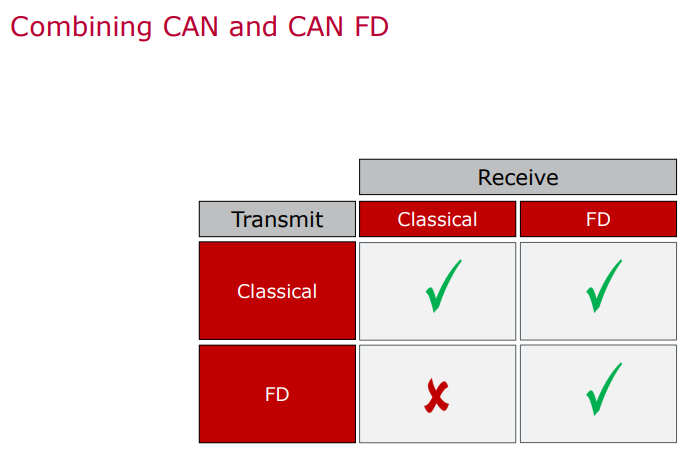 Combining CAN and CAN FD
Receive
Transmit
Classical
FD
Classical
FD